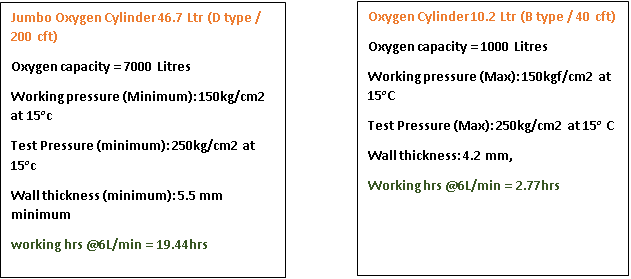 Jumbo Oxygen Cylinder 46.7 Ltr (D type /
200 cft)
Oxygen capacity = 7000 Litres
Working pressure (Minimum): 150kg/cm2
at 15°c
Test Pressure (minimum): 250kg/cm2 at
15°c
Wall thickness (minimum): 5.5 mm
minimum
working hrs @6L/min = 19.44hrs
Oxygen Cylinder 10.2 Ltr (B type / 40 cft)
Oxygen capacity = 1000 Litres
Working pressure (Max): 150kgf/cm2 at
15°C
Test Pressure (Max): 250kg/cm2 at 15° C
Wall thickness: 4.2 mm,
Working hrs @6L/min = 2.77hrs